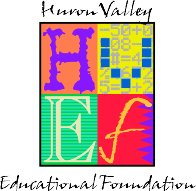 Huron Valley
H V
E f
Educational Foundation